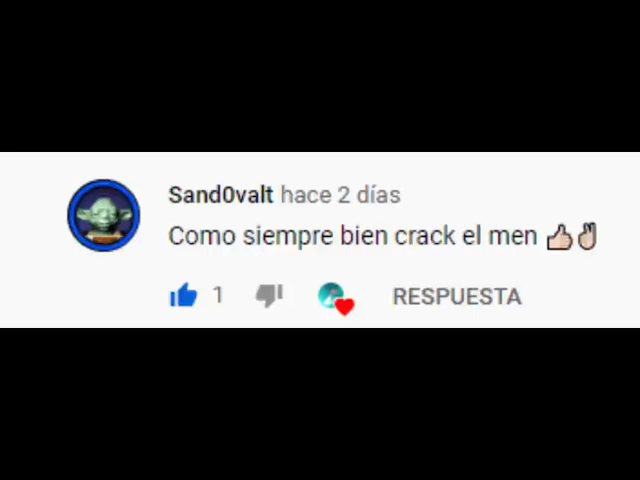 Sand0valt hace 2 días
Como siempre bien crack el men 👍🏻✌🏻
1 RESPUESTA